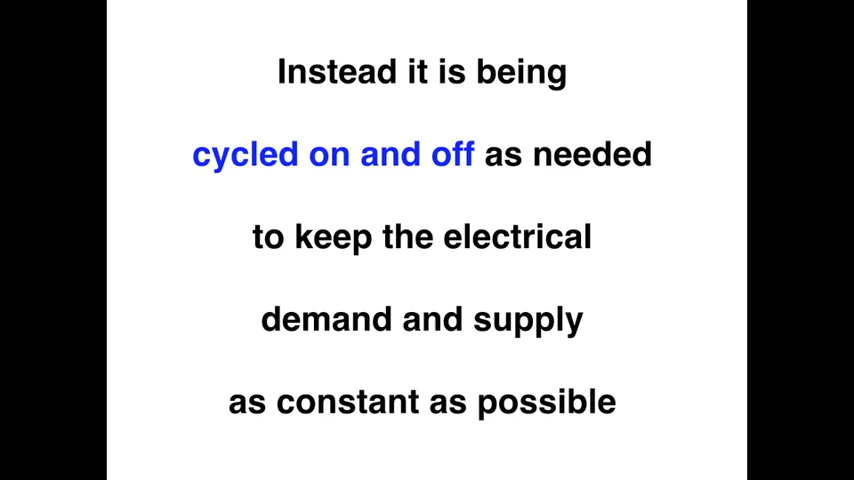 Instead it is being
cycled on and off as needed
to keep the electrical
demand and supply
as constant as possible